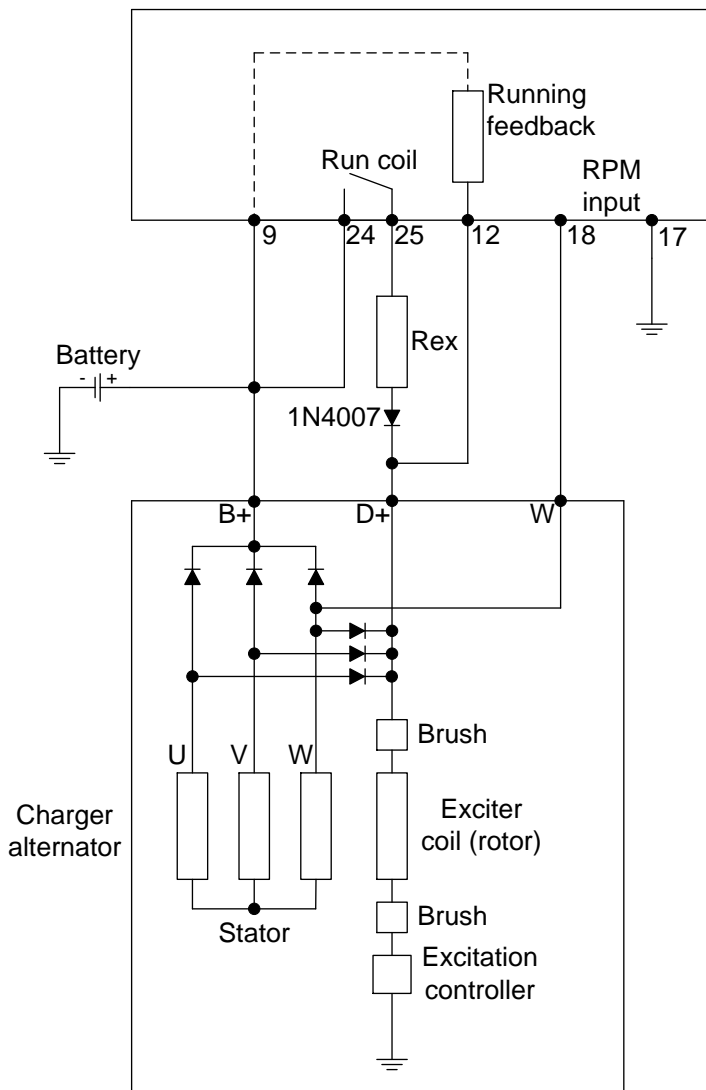 Running
feedback
Run coil
RPM
input
9
24
25
12
18
17
Rex
Battery
- +
1N4007
B+
D+
W
U
V
W
Brush
Charger
alternator
Exciter
coil (rotor)
Brush
Stator
Excitation
controller